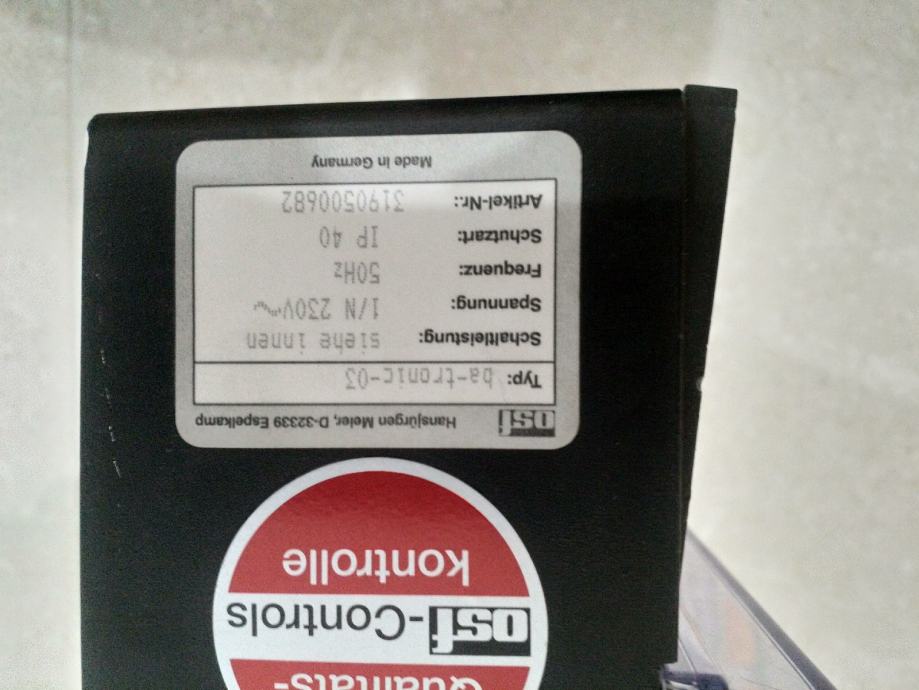 Qualitäts-
osf-Controls
kontrolle
osf Hansjürgen Meier, D-32339 Espelkamp
Typ: ba-tronic-03
Schaltleistung: siehe innen
Spannung: 1/N 230V~
Frequenz: 50Hz
Schutzart: IP 40
Artikel-Nr.: 3190500682
Made in Germany